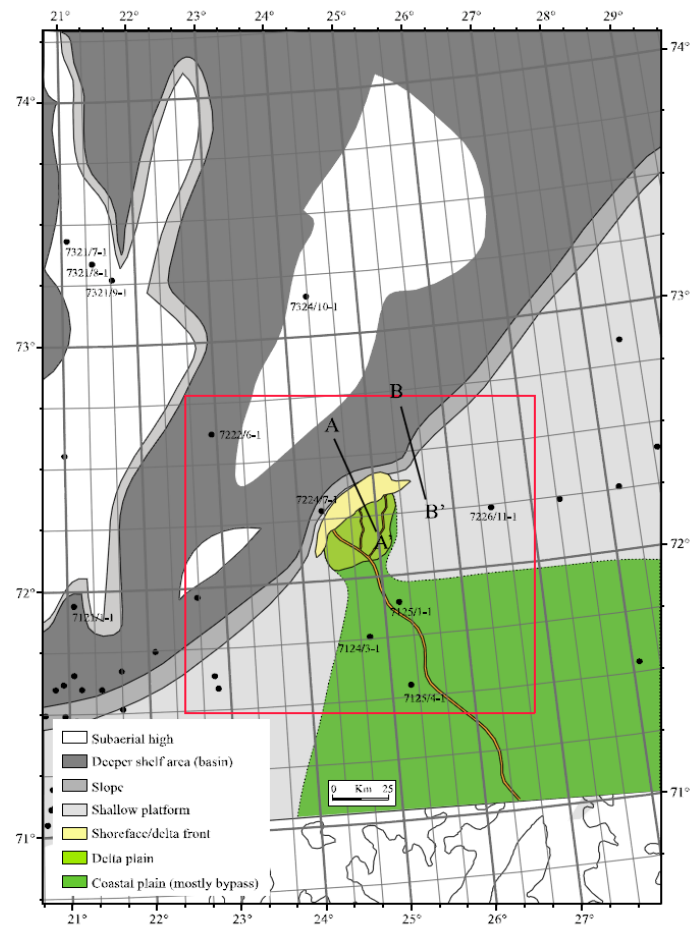 21° 22° 23° 24° 25° 26° 27° 28° 29°
74°
74°
7321/7-1
7321/8-1
7321/9-1
7324/10-1
73°
73°
B
A
7222/6-1
7224/7-1
B'
7226/11-1
A'
72°
72°
7121/1-1
7125/1-1
7124/3-1
7125/4-1
Subaerial high
Deeper shelf area (basin)
Slope
Shallow platform
Shoreface/delta front
Delta plain
Coastal plain (mostly bypass)
0 Km 25
71°
71°
21° 22° 23° 24° 25° 26° 27°